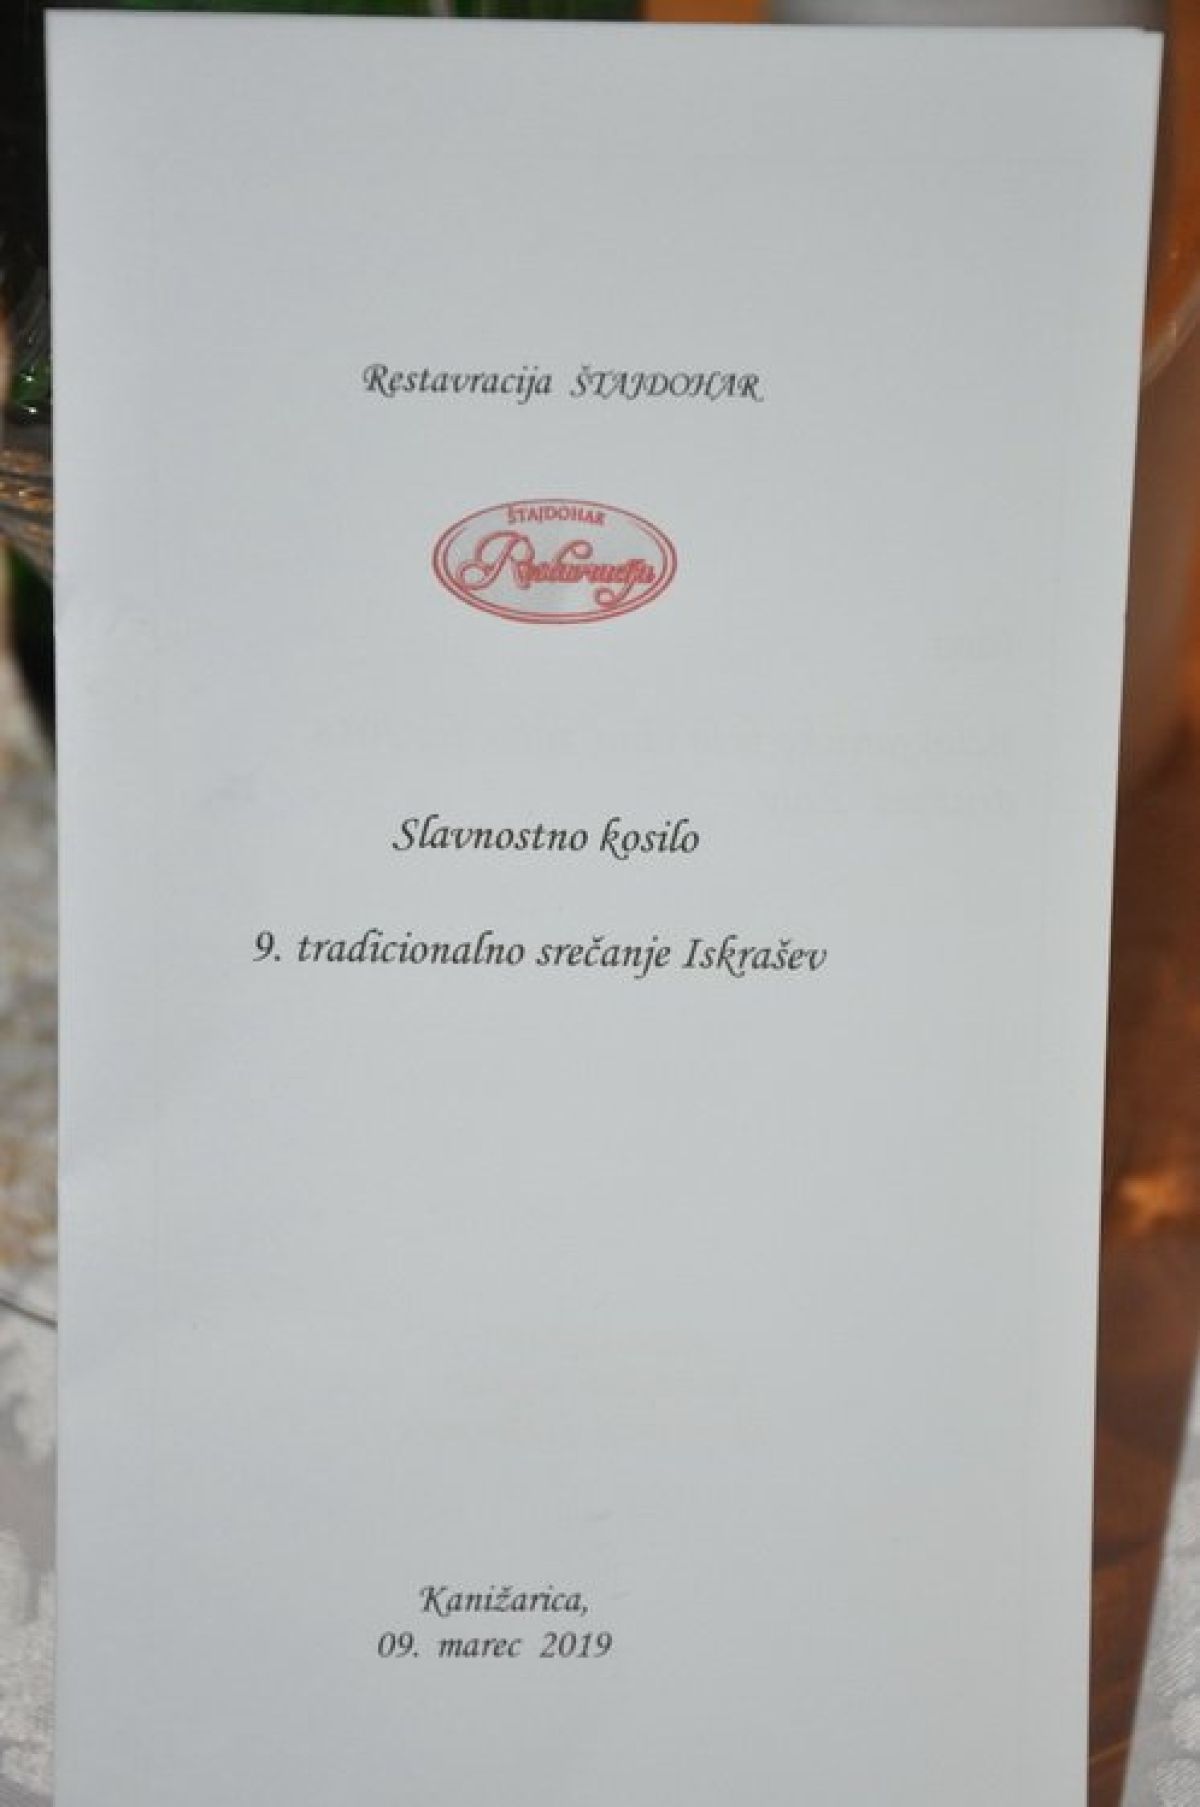 Restavracija ŠTAJDOHAR
ŠTAJDOHAR
Restavracija
Slavnostno kosilo
9. tradicionalno srečanje Iskrašev
Kanižarica,
09. marec 2019